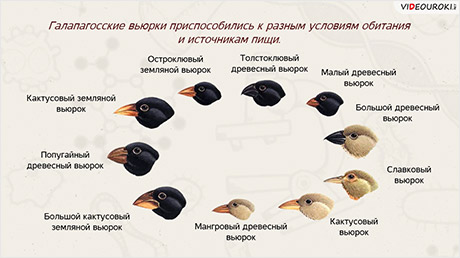 VIDEOUROKI
Галапагосские вьюрки приспособились к разным условиям обитания
и источникам пищи.
Остроклювый
земляной вьюрок
Толстоклювый
древесный вьюрок
Малый древесный
вьюрок
Кактусовый земляной
вьюрок
Большой древесный
вьюрок
Попугайный
древесный вьюрок
Славковый
вьюрок
Большой кактусовый
земляной вьюрок
Мангровый древесный
вьюрок
Кактусовый
вьюрок